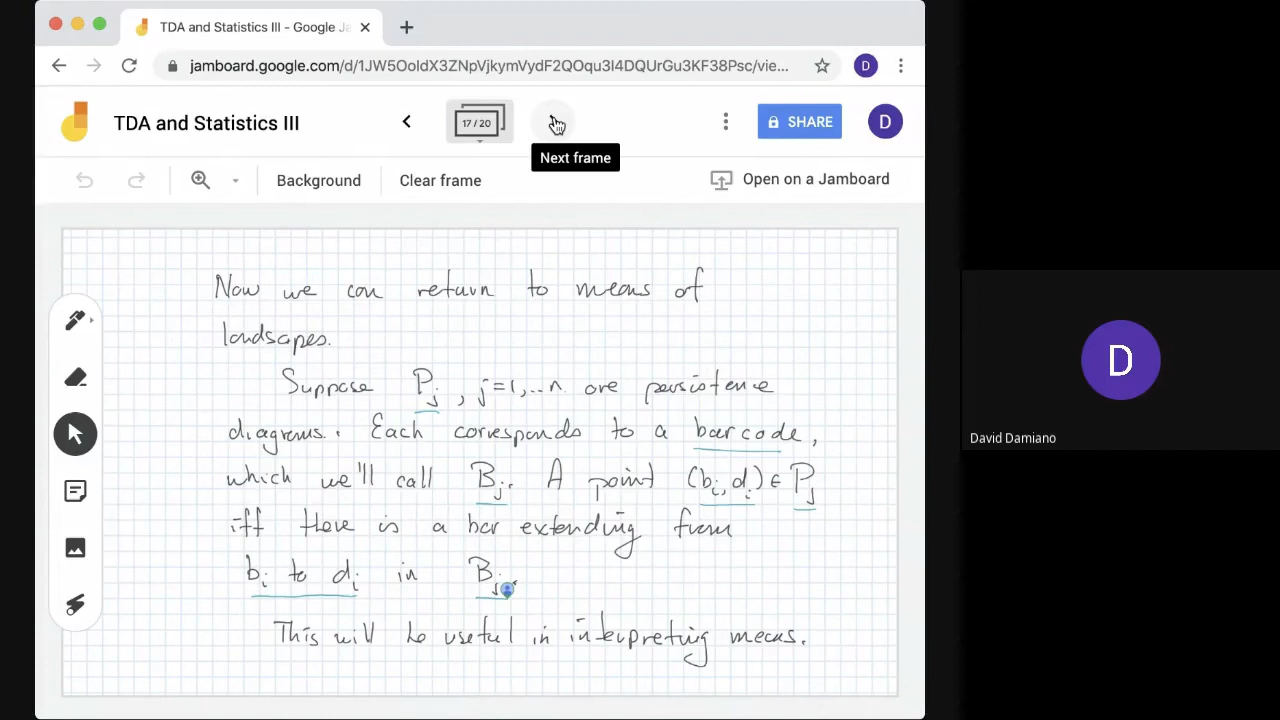 TDA and Statistics III - Google Ja
jamboard.google.com/d/1JW5OoldX3ZNpVjkymVydF2QOqu3I4DQUrGu3KF38Psc/vie...
D
TDA and Statistics III
17 / 20
SHARE
D
Next frame
Background
Clear frame
Open on a Jamboard
Now we can return to means of
landscapes.
Suppose Pj, j=1,...n are persistence
diagrams. Each corresponds to a barcode,
which we'll call Bj. A point (bi, di) ∈ Pj
iff there is a bar extending from
bi to di in Bj.
This will be useful in interpreting means.
D
David Damiano